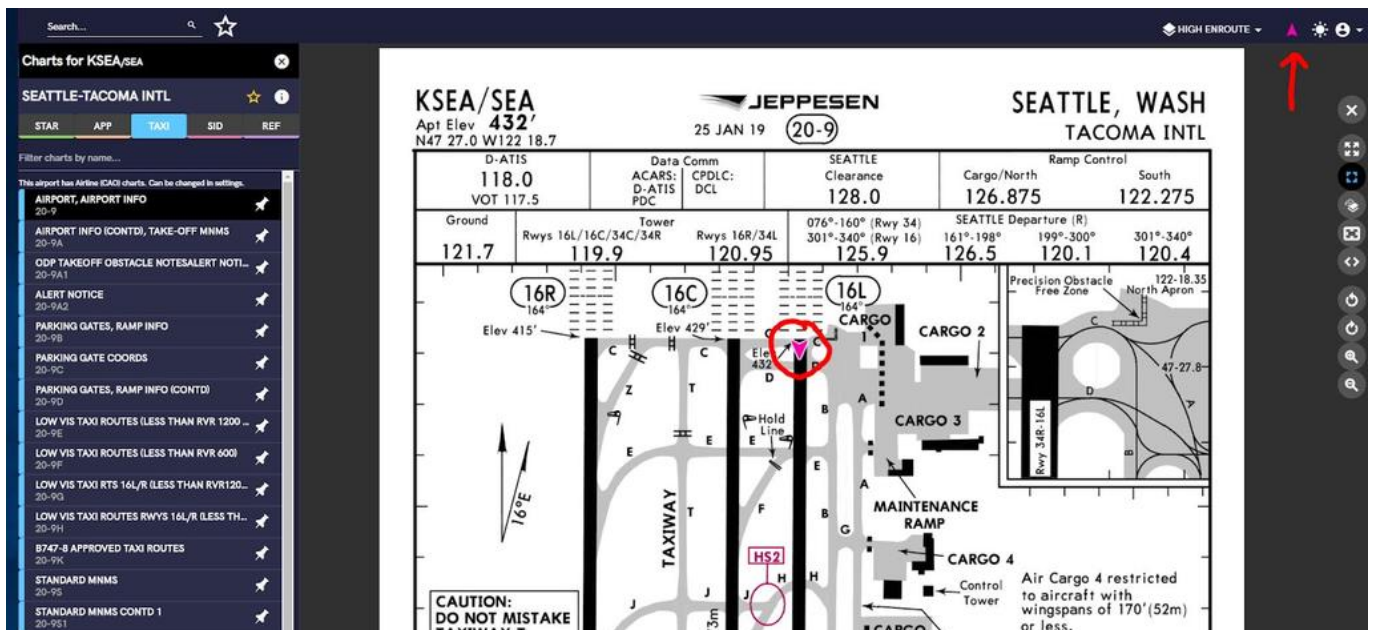 Search...
HIGH ENROUTE
Charts for KSEA/SEA
SEATTLE-TACOMA INTL
STAR APP TAXI SID REF
Filter charts by name...
This airport has Airline (CAO) charts. Can be changed in settings.
AIRPORT, AIRPORT INFO
20-9
AIRPORT INFO (CONTD), TAKE-OFF MNMS
20-9A
ODP TAKEOFF OBSTACLE NOTESALERT NOTI...
20-9A1
ALERT NOTICE
20-9A2
PARKING GATES, RAMP INFO
20-9B
PARKING GATE COORDS
20-9C
PARKING GATES, RAMP INFO (CONTD)
20-9D
LOW VIS TAXI ROUTES (LESS THAN RVR 1200 ...
20-9E
LOW VIS TAXI ROUTES (LESS THAN RVR 600)
20-9F
LOW VIS TAXI RTS 16L/R (LESS THAN RVR120...
20-9G
LOW VIS TAXI ROUTES RWYS 16L/R (LESS TH...
20-9H
B747-8 APPROVED TAXI ROUTES
20-9K
STANDARD MNMS
20-9S
STANDARD MNMS CONTD 1
20-9S1
KSEA/SEA JEPPESEN SEATTLE, WASH
Apt Elev 432' 25 JAN 19 20-9 TACOMA INTL
N47 27.0 W122 18.7
D-ATIS Data Comm SEATTLE Ramp Control
118.0 ACARS: CPDLC: Clearance Cargo/North South
D-ATIS DCL 128.0 126.875 122.275
VOT 117.5 PDC
Ground Tower 076°-160° (Rwy 34) SEATTLE Departure (R)
Rwys 16L/16C/34C/34R Rwys 16R/34L 301°-340° (Rwy 16) 161°-198° 199°-300° 301°-340°
121.7 119.9 120.95 125.9 126.5 120.1 120.4
16R 16C 16L
164° 164° 164°
Elev 415' Elev 429'
Ele
432
CARGO
1
CARGO 2
C C C C
D
Z T B A
CARGO 3
Hold
Line
E E E E
A
MAINTENANCE
RAMP
T F B G
TAXIWAY
16°E
HS2
CARGO 4
Control
Tower
J J J H H
CAUTION:
DO NOT MISTAKE
Air Cargo 4 restricted
to aircraft with
wingspans of 170'(52m)
or less.
Precision Obstacle
Free Zone
North Apron
122-18.35
47-27.8
C
D
A
B
Rwy 34R-16L